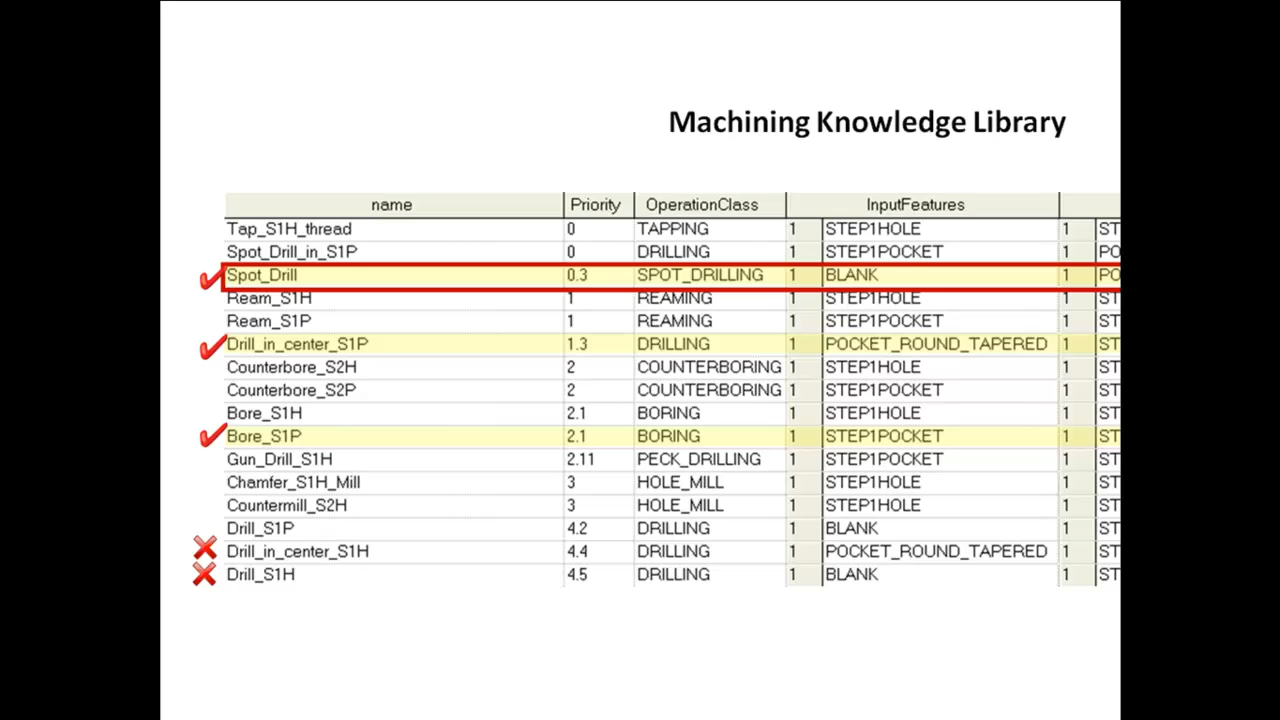 Machining Knowledge Library
name Priority OperationClass InputFeatures
Tap_S1H_thread 0 TAPPING 1 STEP1HOLE 1 ST
Spot_Drill_in_S1P 0 DRILLING 1 STEP1POCKET 1 PO
Spot_Drill 0.3 SPOT_DRILLING 1 BLANK 1 PO
Ream_S1H 1 REAMING 1 STEP1HOLE 1 ST
Ream_S1P 1 REAMING 1 STEP1POCKET 1 ST
Drill_in_center_S1P 1.3 DRILLING 1 POCKET_ROUND_TAPERED 1 ST
Counterbore_S2H 2 COUNTERBORING 1 STEP1HOLE 1 ST
Counterbore_S2P 2 COUNTERBORING 1 STEP1POCKET 1 ST
Bore_S1H 2.1 BORING 1 STEP1HOLE 1 ST
Bore_S1P 2.1 BORING 1 STEP1POCKET 1 ST
Gun_Drill_S1H 2.11 PECK_DRILLING 1 STEP1POCKET 1 ST
Chamfer_S1H_Mill 3 HOLE_MILL 1 STEP1HOLE 1 ST
Countermill_S2H 3 HOLE_MILL 1 STEP1HOLE 1 ST
Drill_S1P 4.2 DRILLING 1 BLANK 1 ST
Drill_in_center_S1H 4.4 DRILLING 1 POCKET_ROUND_TAPERED 1 ST
Drill_S1H 4.5 DRILLING 1 BLANK 1 ST